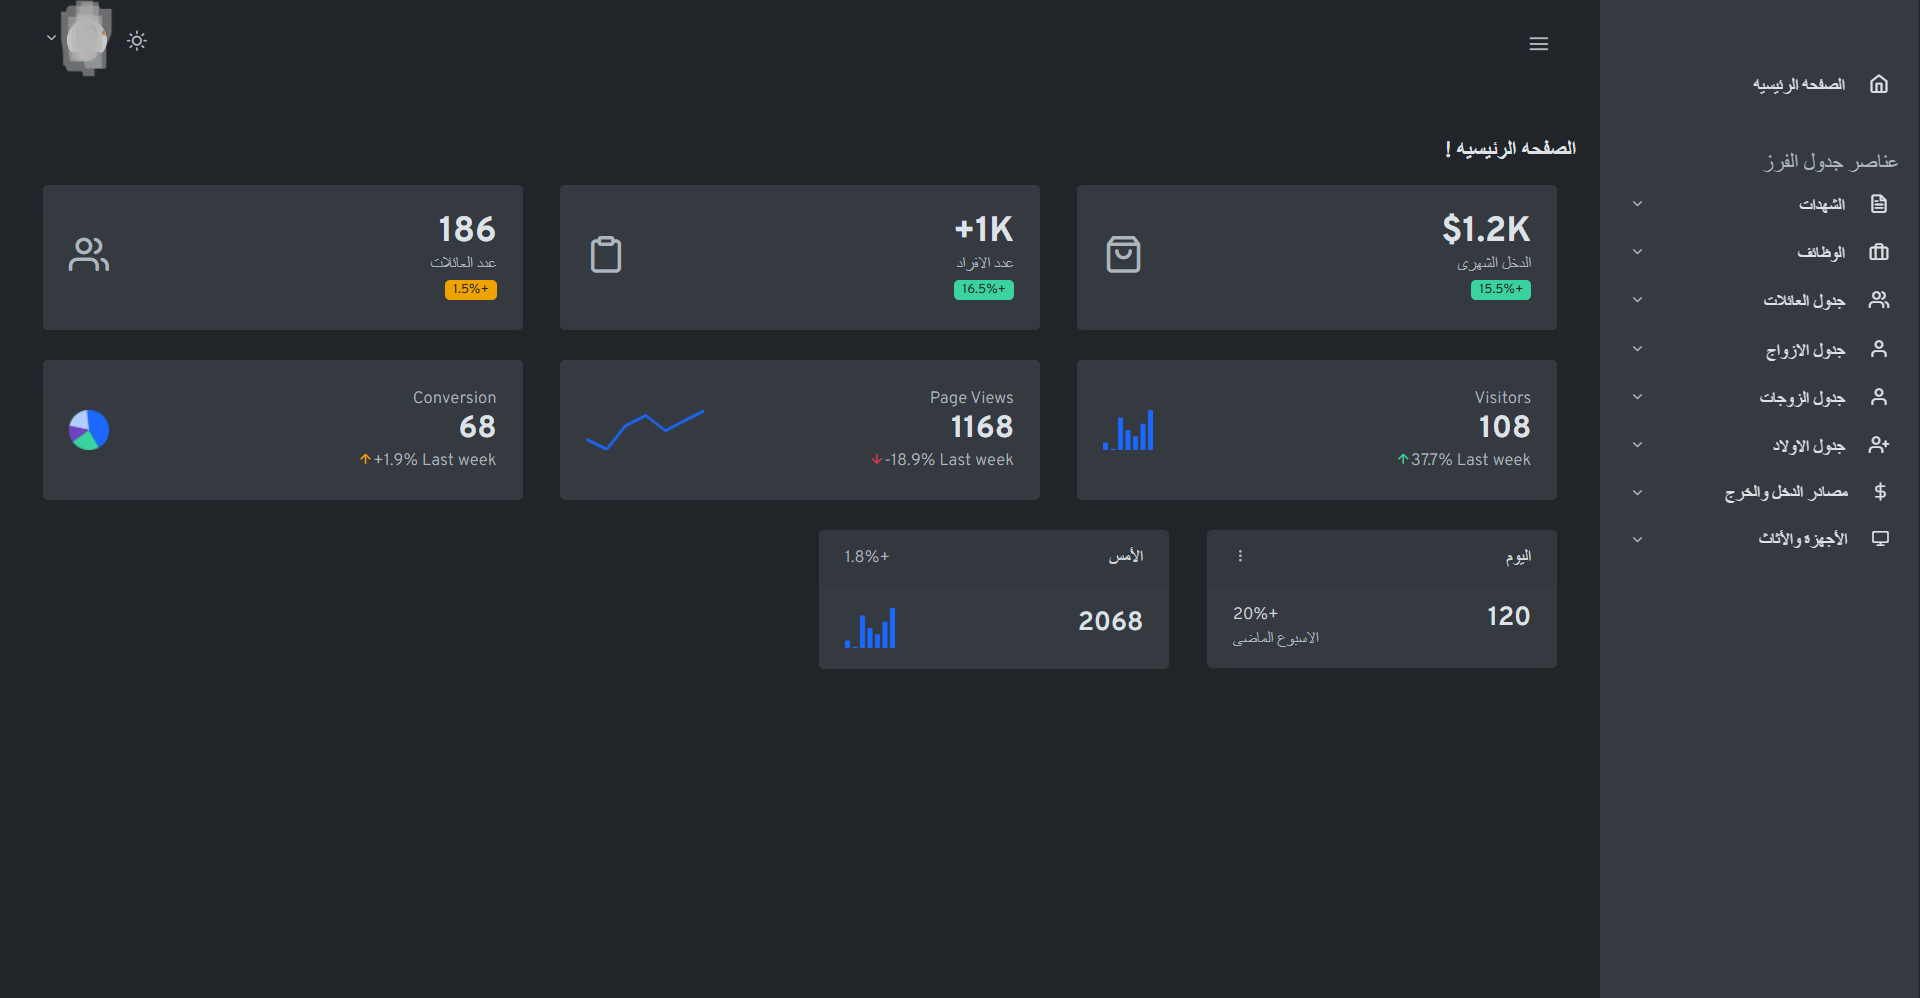 الصفحه الرئيسيه
عناصر جدول الفرز
الشهدات
الوظائف
جدول العائلات
جدول الازواج
جدول الزوجات
جدول الاولاد
مصادر الدخل والخرج
الأجهزة والأثاث
الصفحه الرئيسيه !
$1.2K
الدخل الشهرى
15.5%+
+1K
عدد الافراد
16.5%+
186
عدد العائلات
1.5%+
Visitors
108
37.7% Last week
Page Views
1168
-18.9% Last week
Conversion
68
+1.9% Last week
اليوم
120
20%+
الاسبوع الماضى
الأمس
1.8%+
2068